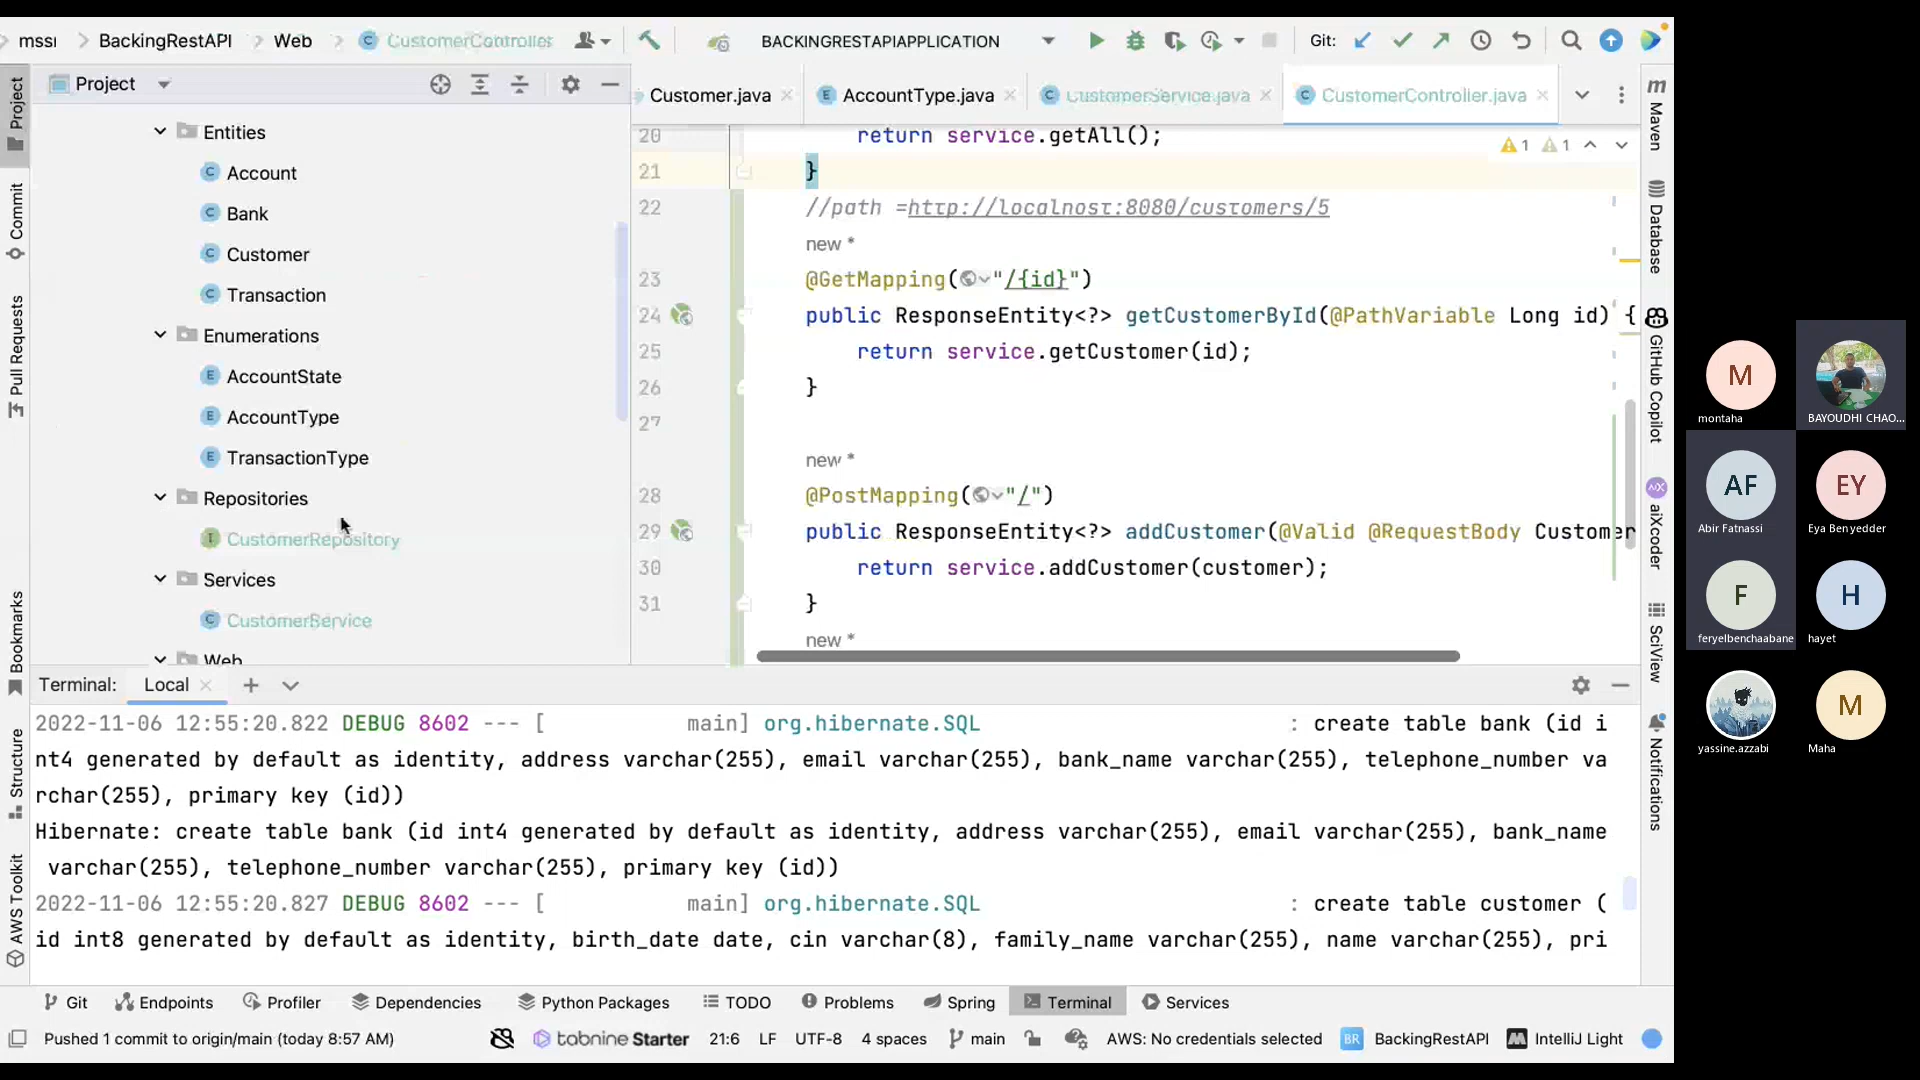 mssi > BackingRestAPI > Web > CustomerController
BACKINGRESTAPIAPPLICATION
Git:
Project
Customer.java
AccountType.java
CustomerService.java
CustomerController.java
Entities
Account
Bank
Customer
Transaction
Enumerations
AccountState
AccountType
TransactionType
Repositories
CustomerRepository
Services
CustomerService
Web
20 return service.getAll();
21 }
22 //path =http://localhost:8080/customers/5
new *
23 @GetMapping("/{id}")
24 public ResponseEntity<?> getCustomerById(@PathVariable Long id) {
25 return service.getCustomer(id);
26 }
27
new *
28 @PostMapping("/")
29 public ResponseEntity<?> addCustomer(@Valid @RequestBody Customer
30 return service.addCustomer(customer);
31 }
new *
1 1
Project
Commit
Pull Requests
Bookmarks
Structure
AWS Toolkit
m Maven
Database
GitHub Copilot
aiXcoder
SciView
Notifications
Terminal: Local
2022-11-06 12:55:20.822 DEBUG 8602 --- [ main] org.hibernate.SQL : create table bank (id i
nt4 generated by default as identity, address varchar(255), email varchar(255), bank_name varchar(255), telephone_number va
rchar(255), primary key (id))
Hibernate: create table bank (id int4 generated by default as identity, address varchar(255), email varchar(255), bank_name
varchar(255), telephone_number varchar(255), primary key (id))
2022-11-06 12:55:20.827 DEBUG 8602 --- [ main] org.hibernate.SQL : create table customer (
id int8 generated by default as identity, birth_date date, cin varchar(8), family_name varchar(255), name varchar(255), pri
Git Endpoints Profiler Dependencies Python Packages TODO Problems Spring Terminal Services
Pushed 1 commit to origin/main (today 8:57 AM) tabnine Starter 21:6 LF UTF-8 4 spaces main AWS: No credentials selected BR BackingRestAPI IntelliJ Light
M
montaha
BAYOUDHI CHAO...
AF
Abir Fatnassi
EY
Eya Ben yedder
F
feryelbenchaabane
H
hayet
yassine.azzabi
M
Maha